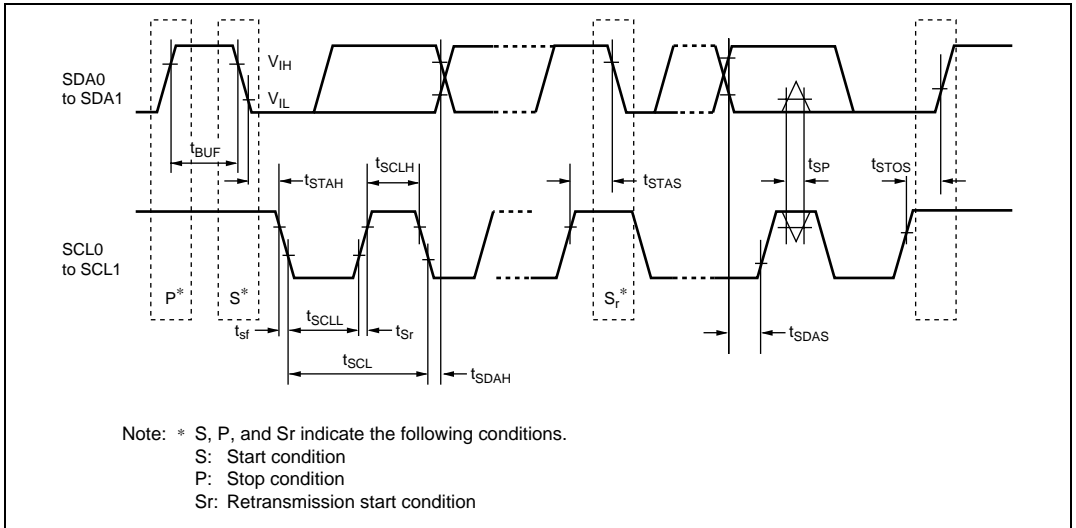 SDA0
to SDA1
VIH
VIL
tBUF
tSTAH
tSCLH
tSTAS
tSP
tSTOS
SCL0
to SCL1
P*
S*
Sr*
tsf
tSCLL
tSr
tSDAS
tSCL
tSDAH
Note: * S, P, and Sr indicate the following conditions.
S: Start condition
P: Stop condition
Sr: Retransmission start condition